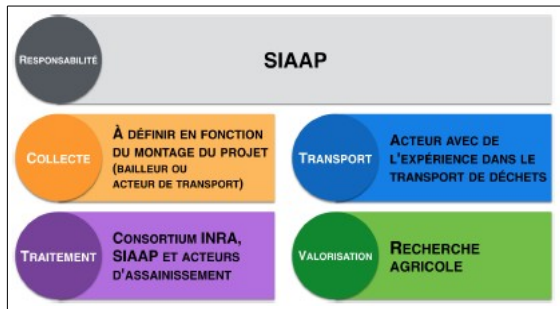 RESPONSABILITÉ
SIAAP
COLLECTE
À DÉFINIR EN FONCTION
DU MONTAGE DU PROJET
(BAILLEUR OU
ACTEUR DE TRANSPORT)
TRANSPORT
ACTEUR AVEC DE
L'EXPÉRIENCE DANS LE
TRANSPORT DE DÉCHETS
TRAITEMENT
CONSORTIUM INRA,
SIAAP ET ACTEURS
D'ASSAINISSEMENT
VALORISATION
RECHERCHE
AGRICOLE